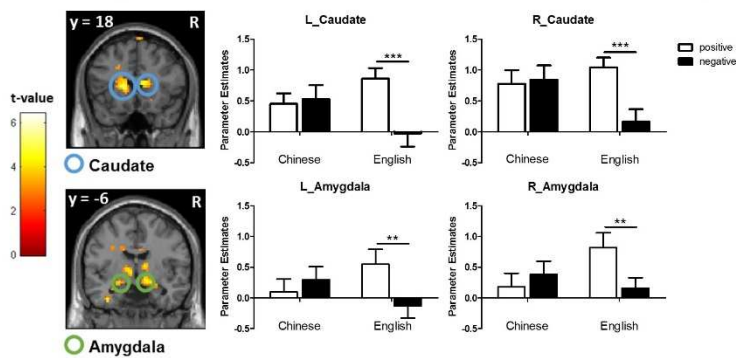 y = 18
R
t-value
6
4
2
0
Caudate
y = -6
R
Amygdala
L_Caudate
Parameter Estimates
1.5
1.0
0.5
0.0
-0.5
***
Chinese
English
R_Caudate
Parameter Estimates
1.5
1.0
0.5
0.0
-0.5
***
Chinese
English
positive
negative
L_Amygdala
Parameter Estimates
1.5
1.0
0.5
0.0
-0.5
**
Chinese
English
R_Amygdala
Parameter Estimates
1.5
1.0
0.5
0.0
-0.5
**
Chinese
English